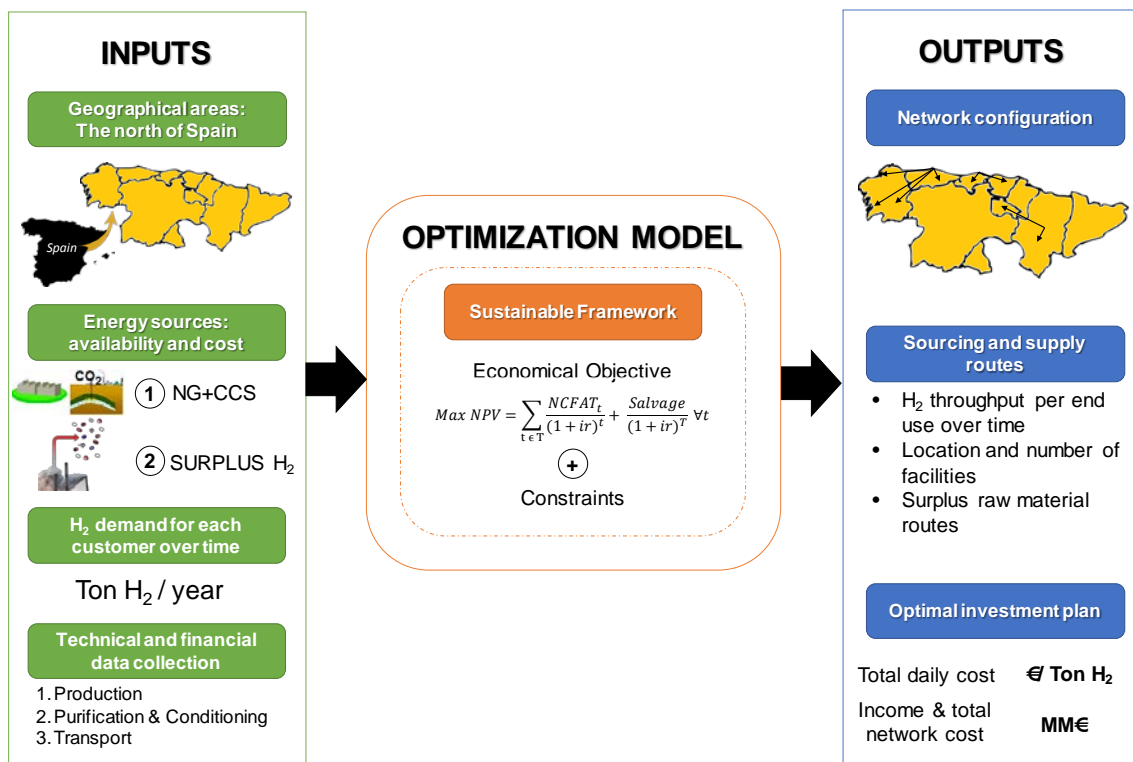 INPUTS
Geographical areas:
The north of Spain
Spain
Energy sources:
availability and cost
CO2
1 NG+CCS
2 SURPLUS H₂
H₂ demand for each
customer over time
Ton H₂ / year
Technical and financial
data collection
1. Production
2. Purification & Conditioning
3. Transport
OPTIMIZATION MODEL
Sustainable Framework
Economical Objective
Max NPV = ∑ t ϵ T NCFATₜ / (1 + ir)ᵗ + Salvage / (1 + ir)ᵀ ∀t
+
Constraints
OUTPUTS
Network configuration
Sourcing and supply
routes
• H₂ throughput per end
use over time
• Location and number of
facilities
• Surplus raw material
routes
Optimal investment plan
Total daily cost €/ Ton H₂
Income & total
network cost MM€